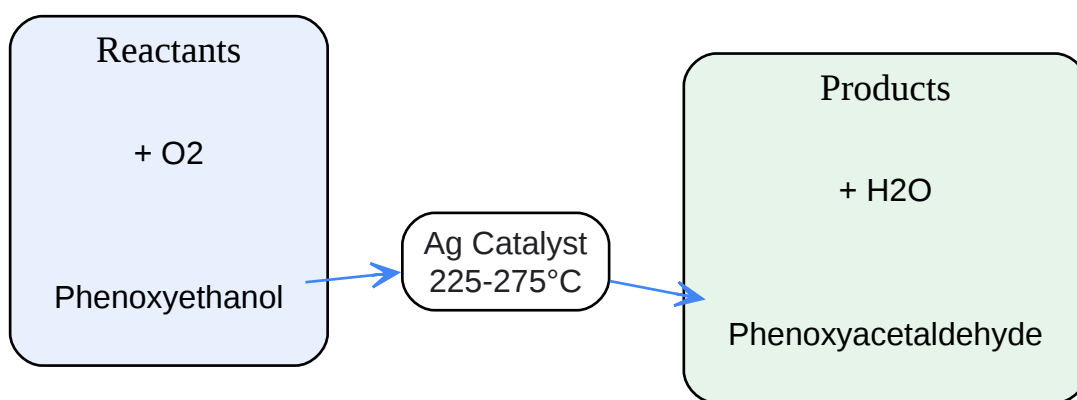 Reactants
+ O2
Phenoxyethanol
Ag Catalyst
225-275°C
Products
+ H2O
Phenoxyacetaldehyde